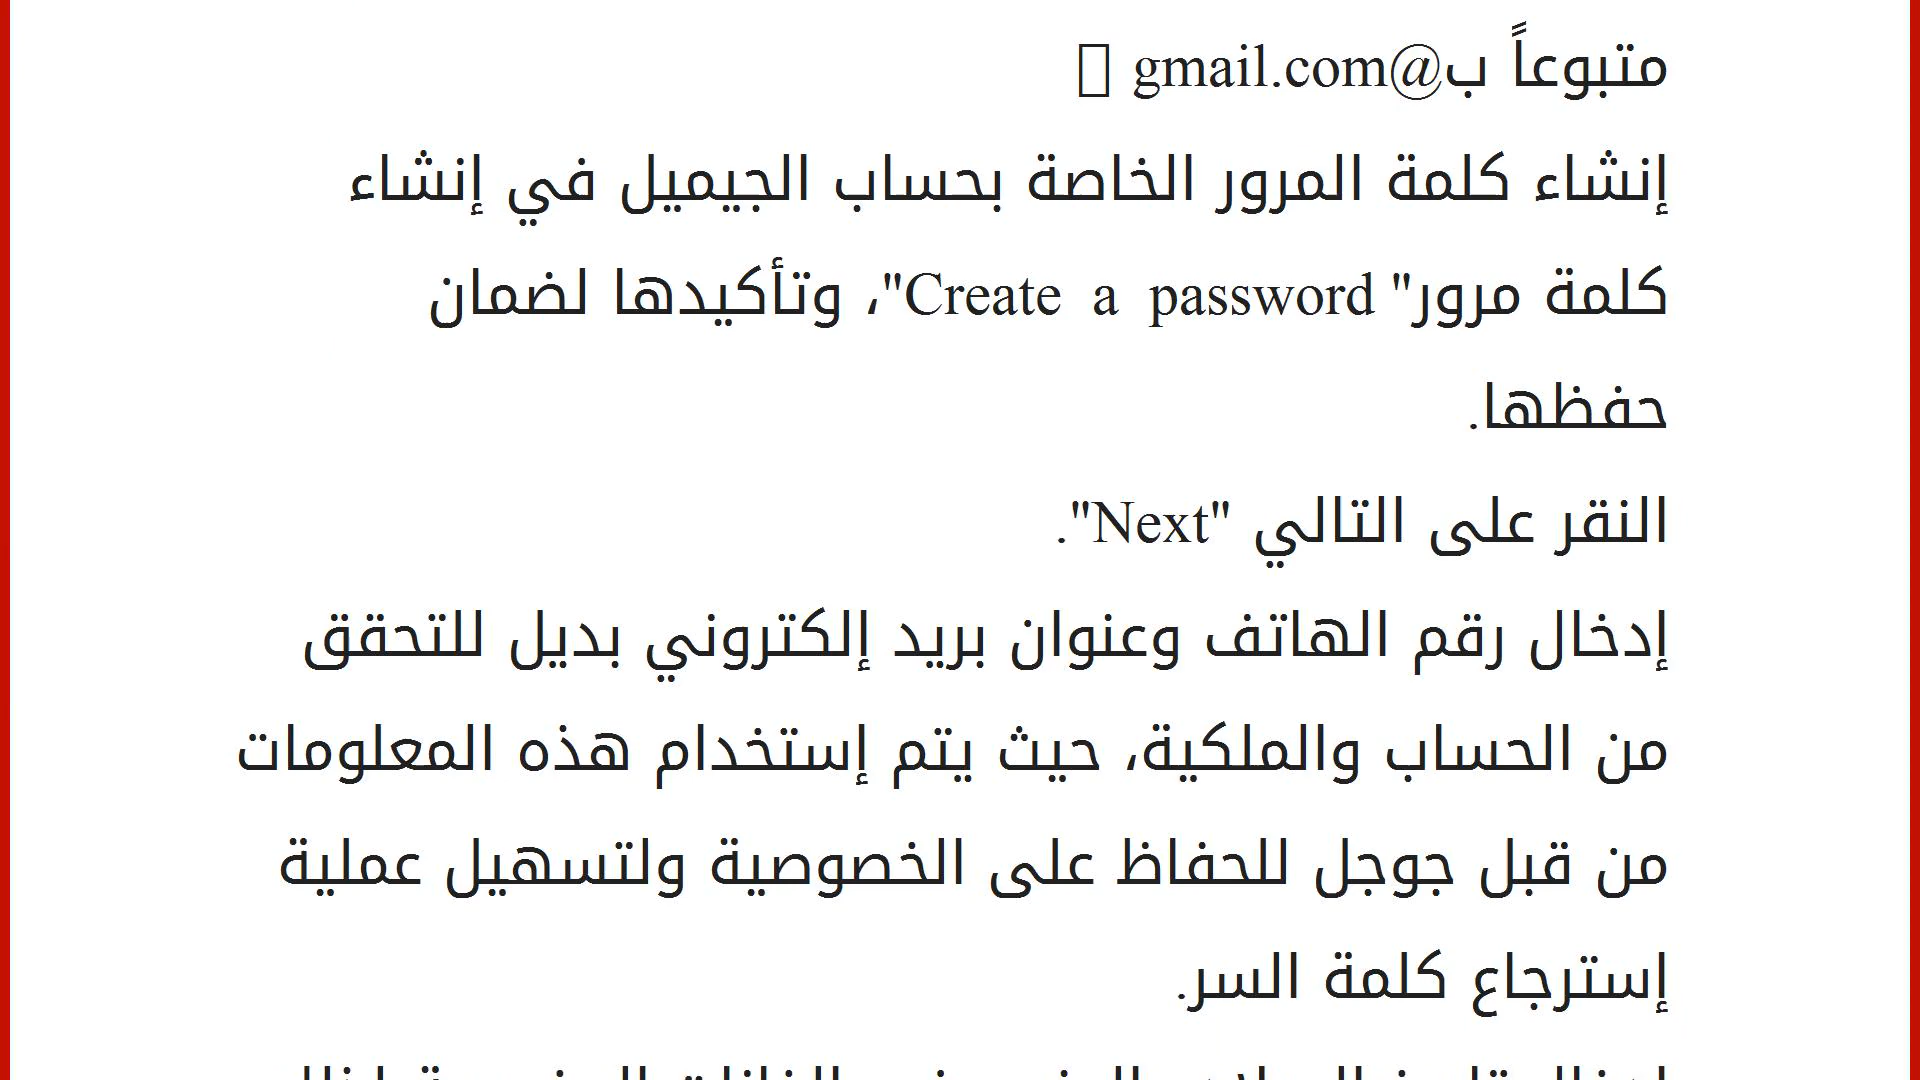 متبوعاً ب@gmail.com
إنشاء كلمة المرور الخاصة بحساب الجيميل في إنشاء
كلمة مرور" Create a password"، وتأكيدها لضمان
حفظها.
النقر على التالي "Next".
إدخال رقم الهاتف وعنوان بريد إلكتروني بديل للتحقق
من الحساب والملكية، حيث يتم إستخدام هذه المعلومات
من قبل جوجل للحفاظ على الخصوصية ولتسهيل عملية
إسترجاع كلمة السر.